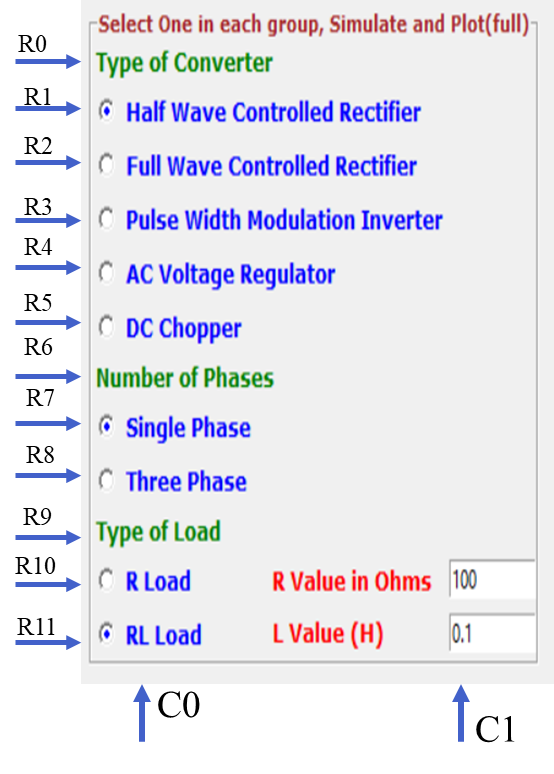 Select One in each group, Simulate and Plot(full)
R0 Type of Converter
R1 Half Wave Controlled Rectifier
R2 Full Wave Controlled Rectifier
R3 Pulse Width Modulation Inverter
R4 AC Voltage Regulator
R5 DC Chopper
R6 Number of Phases
R7 Single Phase
R8 Three Phase
R9 Type of Load
R10 R Load R Value in Ohms 100
R11 RL Load L Value (H) 0.1
C0 C1